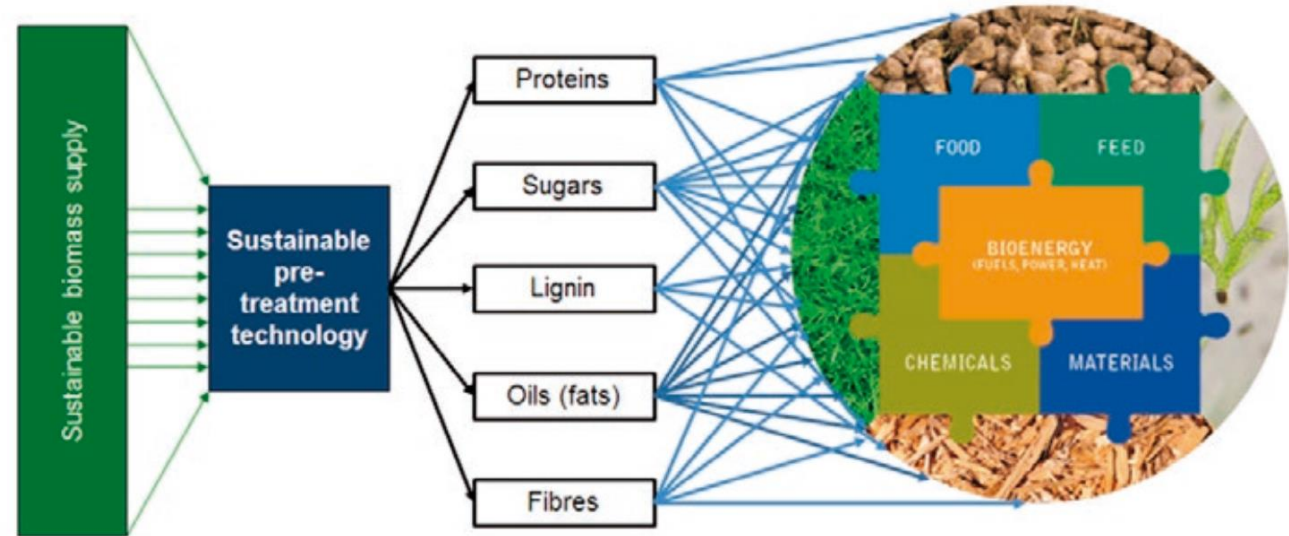 Sustainable biomass supply
Sustainable
pre-
treatment
technology
Proteins
Sugars
Lignin
Oils (fats)
Fibres
FOOD
FEED
BIOENERGY
(FUELS, POWER, HEAT)
CHEMICALS
MATERIALS